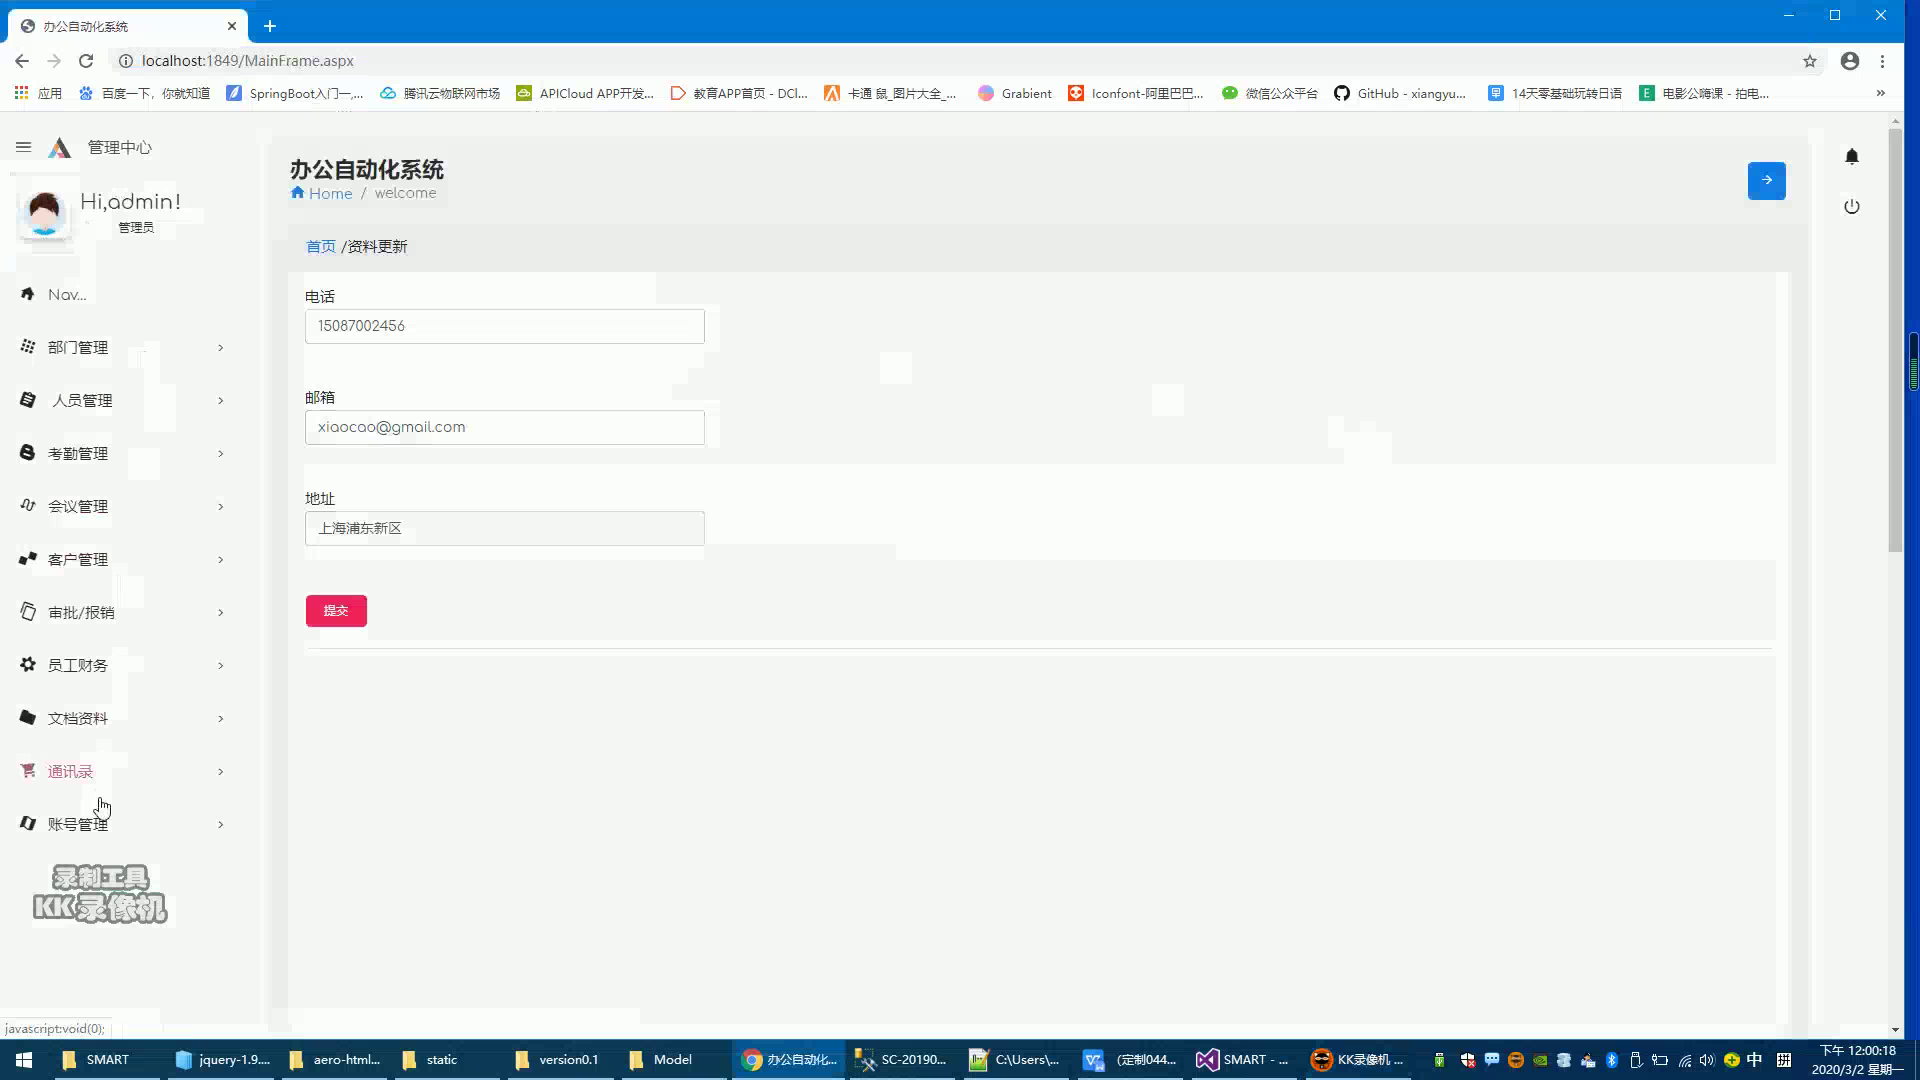 办公自动化系统
localhost:1849/MainFrame.aspx
应用 百度一下，你就知道 SpringBoot入门一,... 腾讯云物联网市场 APICloud APP开发... 教育APP首页 - DCl... 卡通 鼠_图片大全_... Grabient Iconfont-阿里巴巴... 微信公众平台 GitHub - xiangyu... 14天零基础玩转日语 电影公嗨课 - 拍电... »
管理中心
Hi,admin!
管理员
Nav...
部门管理
人员管理
考勤管理
会议管理
客户管理
审批/报销
员工财务
文档资料
通讯录
账号管理
录制工具
KK录像机
办公自动化系统
Home / welcome
首页 /资料更新
电话
15087002456
邮箱
xiaocao@gmail.com
地址
上海浦东新区
提交
javascript:void(0);
SMART jquery-1.9.... aero-html... static version0.1 Model 办公自动化... SC-20190... C:\Users\... (定制044... SMART - ... KK录像机 ... 中 拼
下午 12:00:18
2020/3/2 星期一